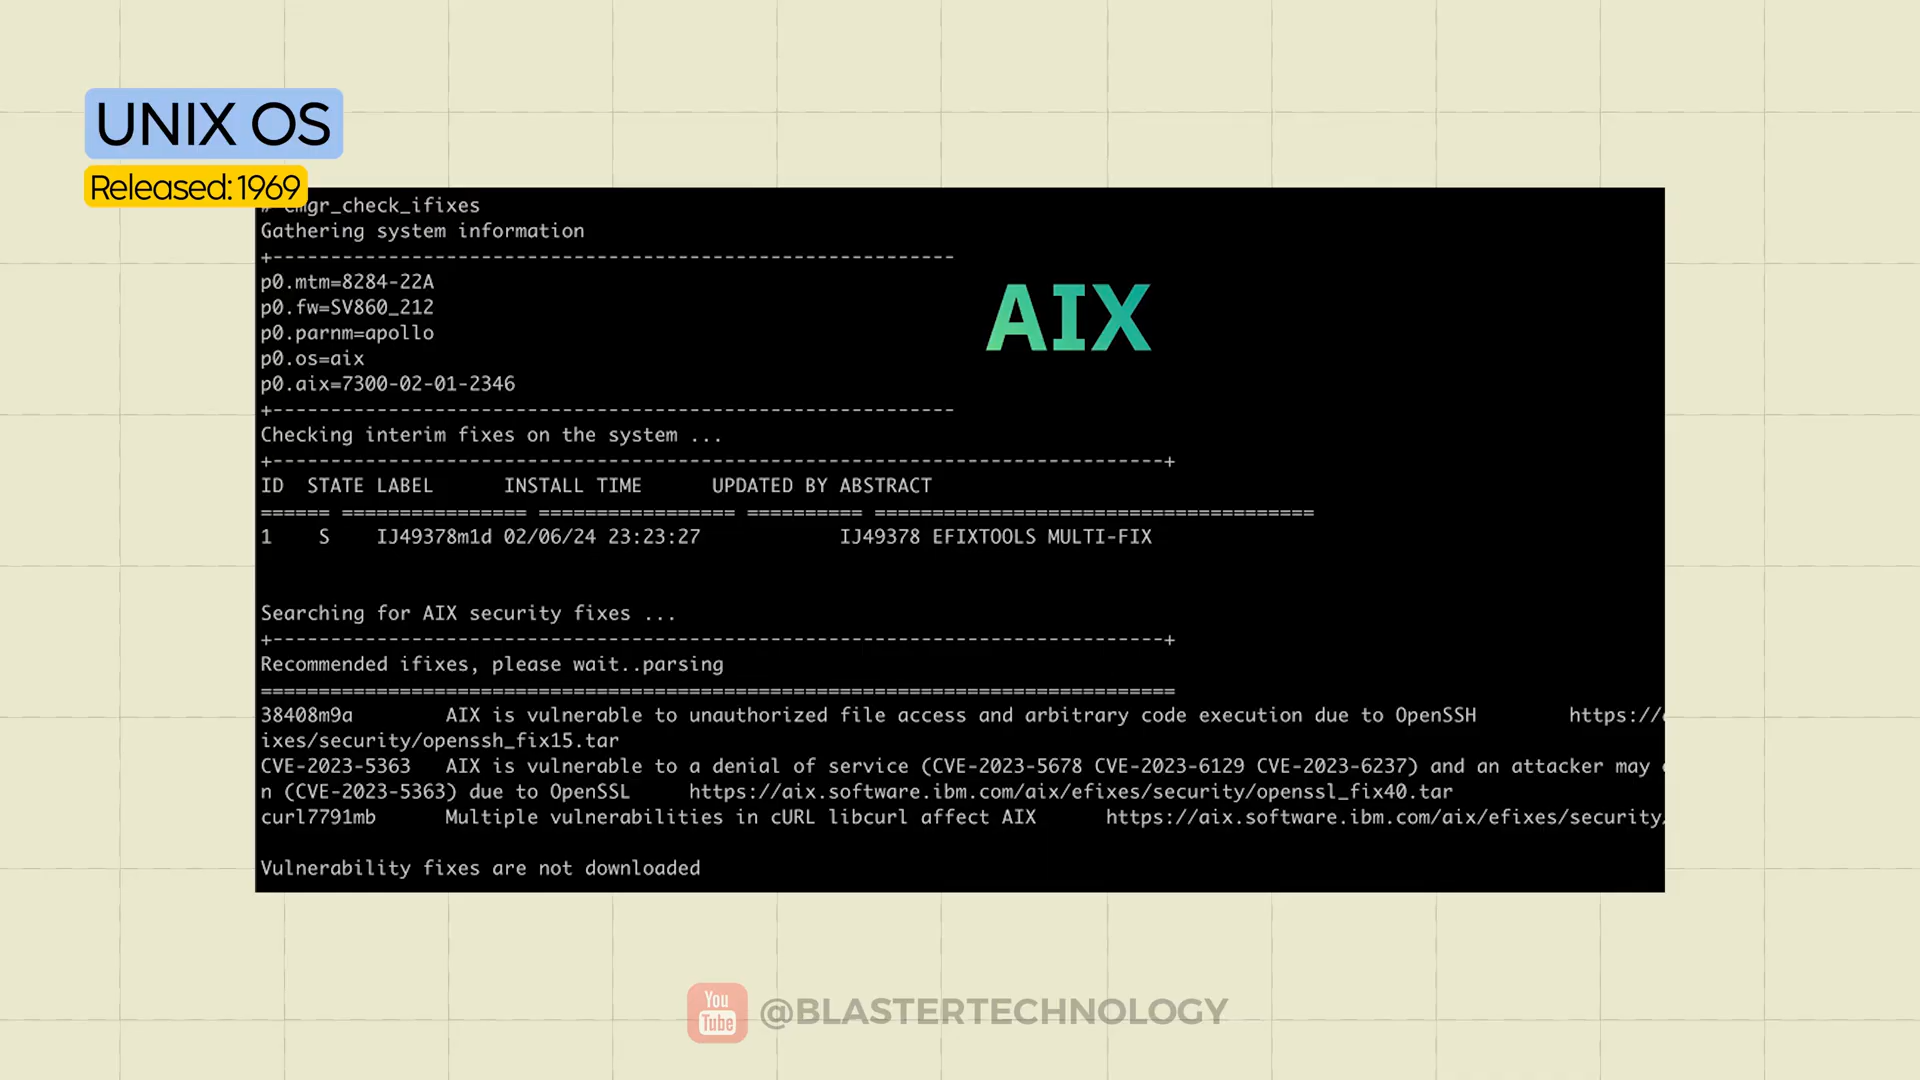 UNIX OS
Released: 1969
cmgr_check_ifixes
Gathering system information
+-----------------------------------------------------------
p0.mtm=8284-22A
p0.fw=SV860_212
p0.parnm=apollo
p0.os=aix
p0.aix=7300-02-01-2346
AIX
+-----------------------------------------------------------
Checking interim fixes on the system ...
+-----------------------------------------------------------------------------+
ID  STATE LABEL      INSTALL TIME      UPDATED BY ABSTRACT
====== ================ ================= ========== ======================================
1    S    IJ49378m1d 02/06/24 23:23:27            IJ49378 EFIXTOOLS MULTI-FIX
Searching for AIX security fixes ...
+-----------------------------------------------------------------------------+
Recommended ifixes, please wait..parsing
===============================================================================
38408m9a        AIX is vulnerable to unauthorized file access and arbitrary code execution due to OpenSSH        https://
ixes/security/openssh_fix15.tar
CVE-2023-5363   AIX is vulnerable to a denial of service (CVE-2023-5678 CVE-2023-6129 CVE-2023-6237) and an attacker may
n (CVE-2023-5363) due to OpenSSL     https://aix.software.ibm.com/aix/efixes/security/openssl_fix40.tar
curl7791mb      Multiple vulnerabilities in cURL libcurl affect AIX      https://aix.software.ibm.com/aix/efixes/security/
Vulnerability fixes are not downloaded
You
Tube
@BLASTERTECHNOLOGY